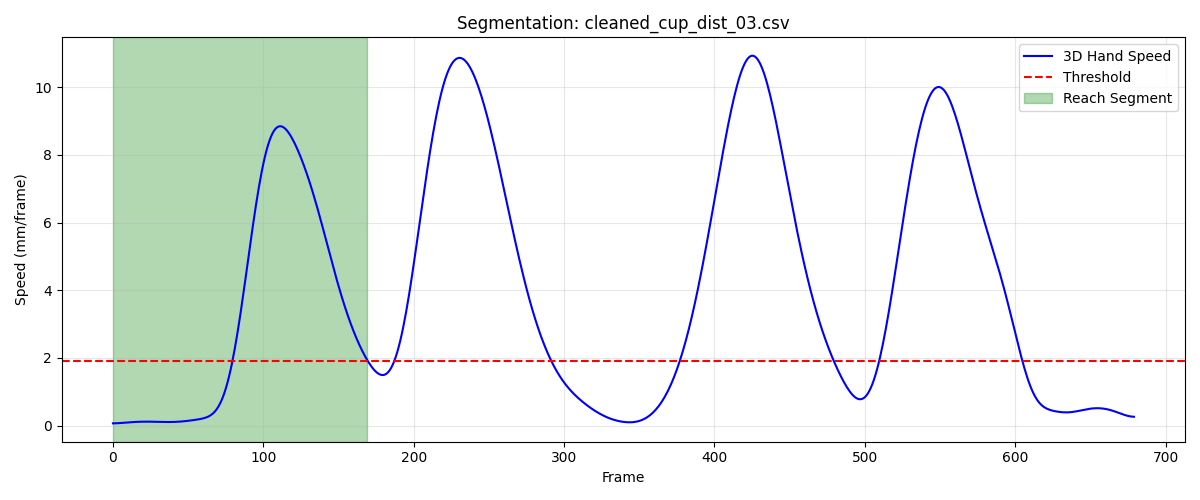 Segmentation: cleaned_cup_dist_03.csv
3D Hand Speed
Threshold
Reach Segment
Speed (mm/frame)
10
8
6
4
2
0
0 100 200 300 400 500 600 700
Frame